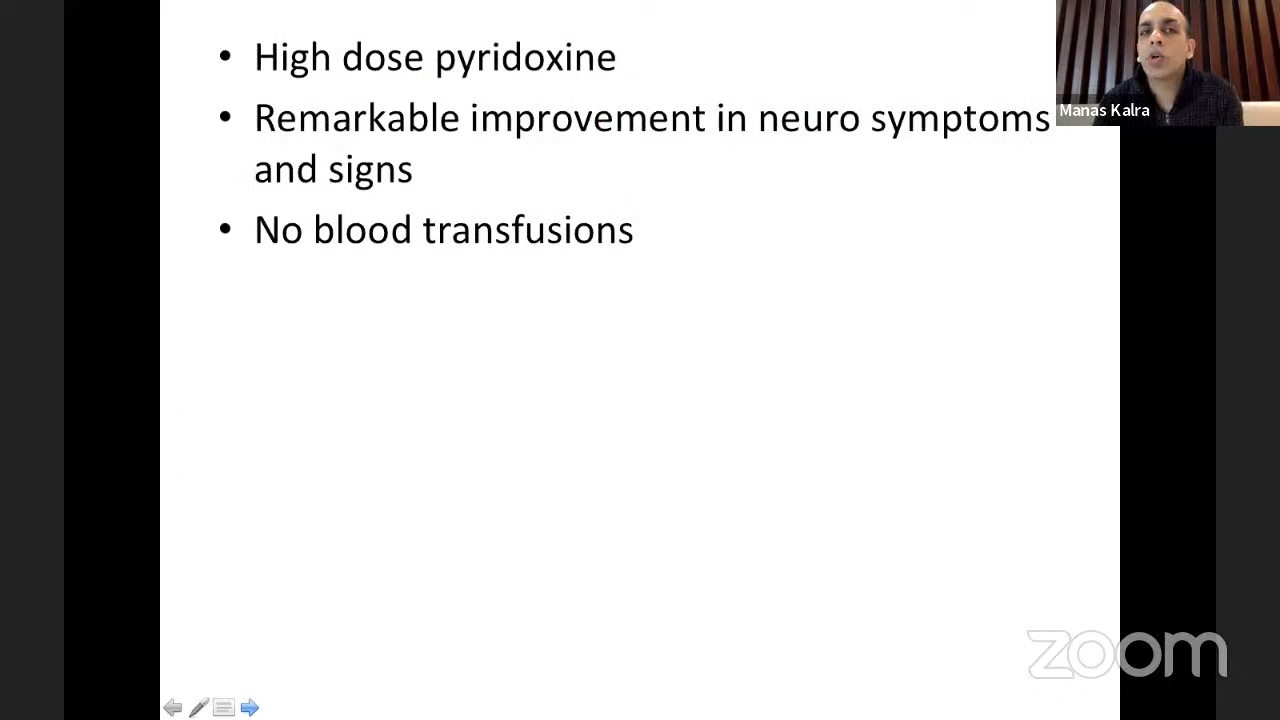 • High dose pyridoxine
• Remarkable improvement in neuro symptoms
and signs
• No blood transfusions
Manas Kalra
zoom